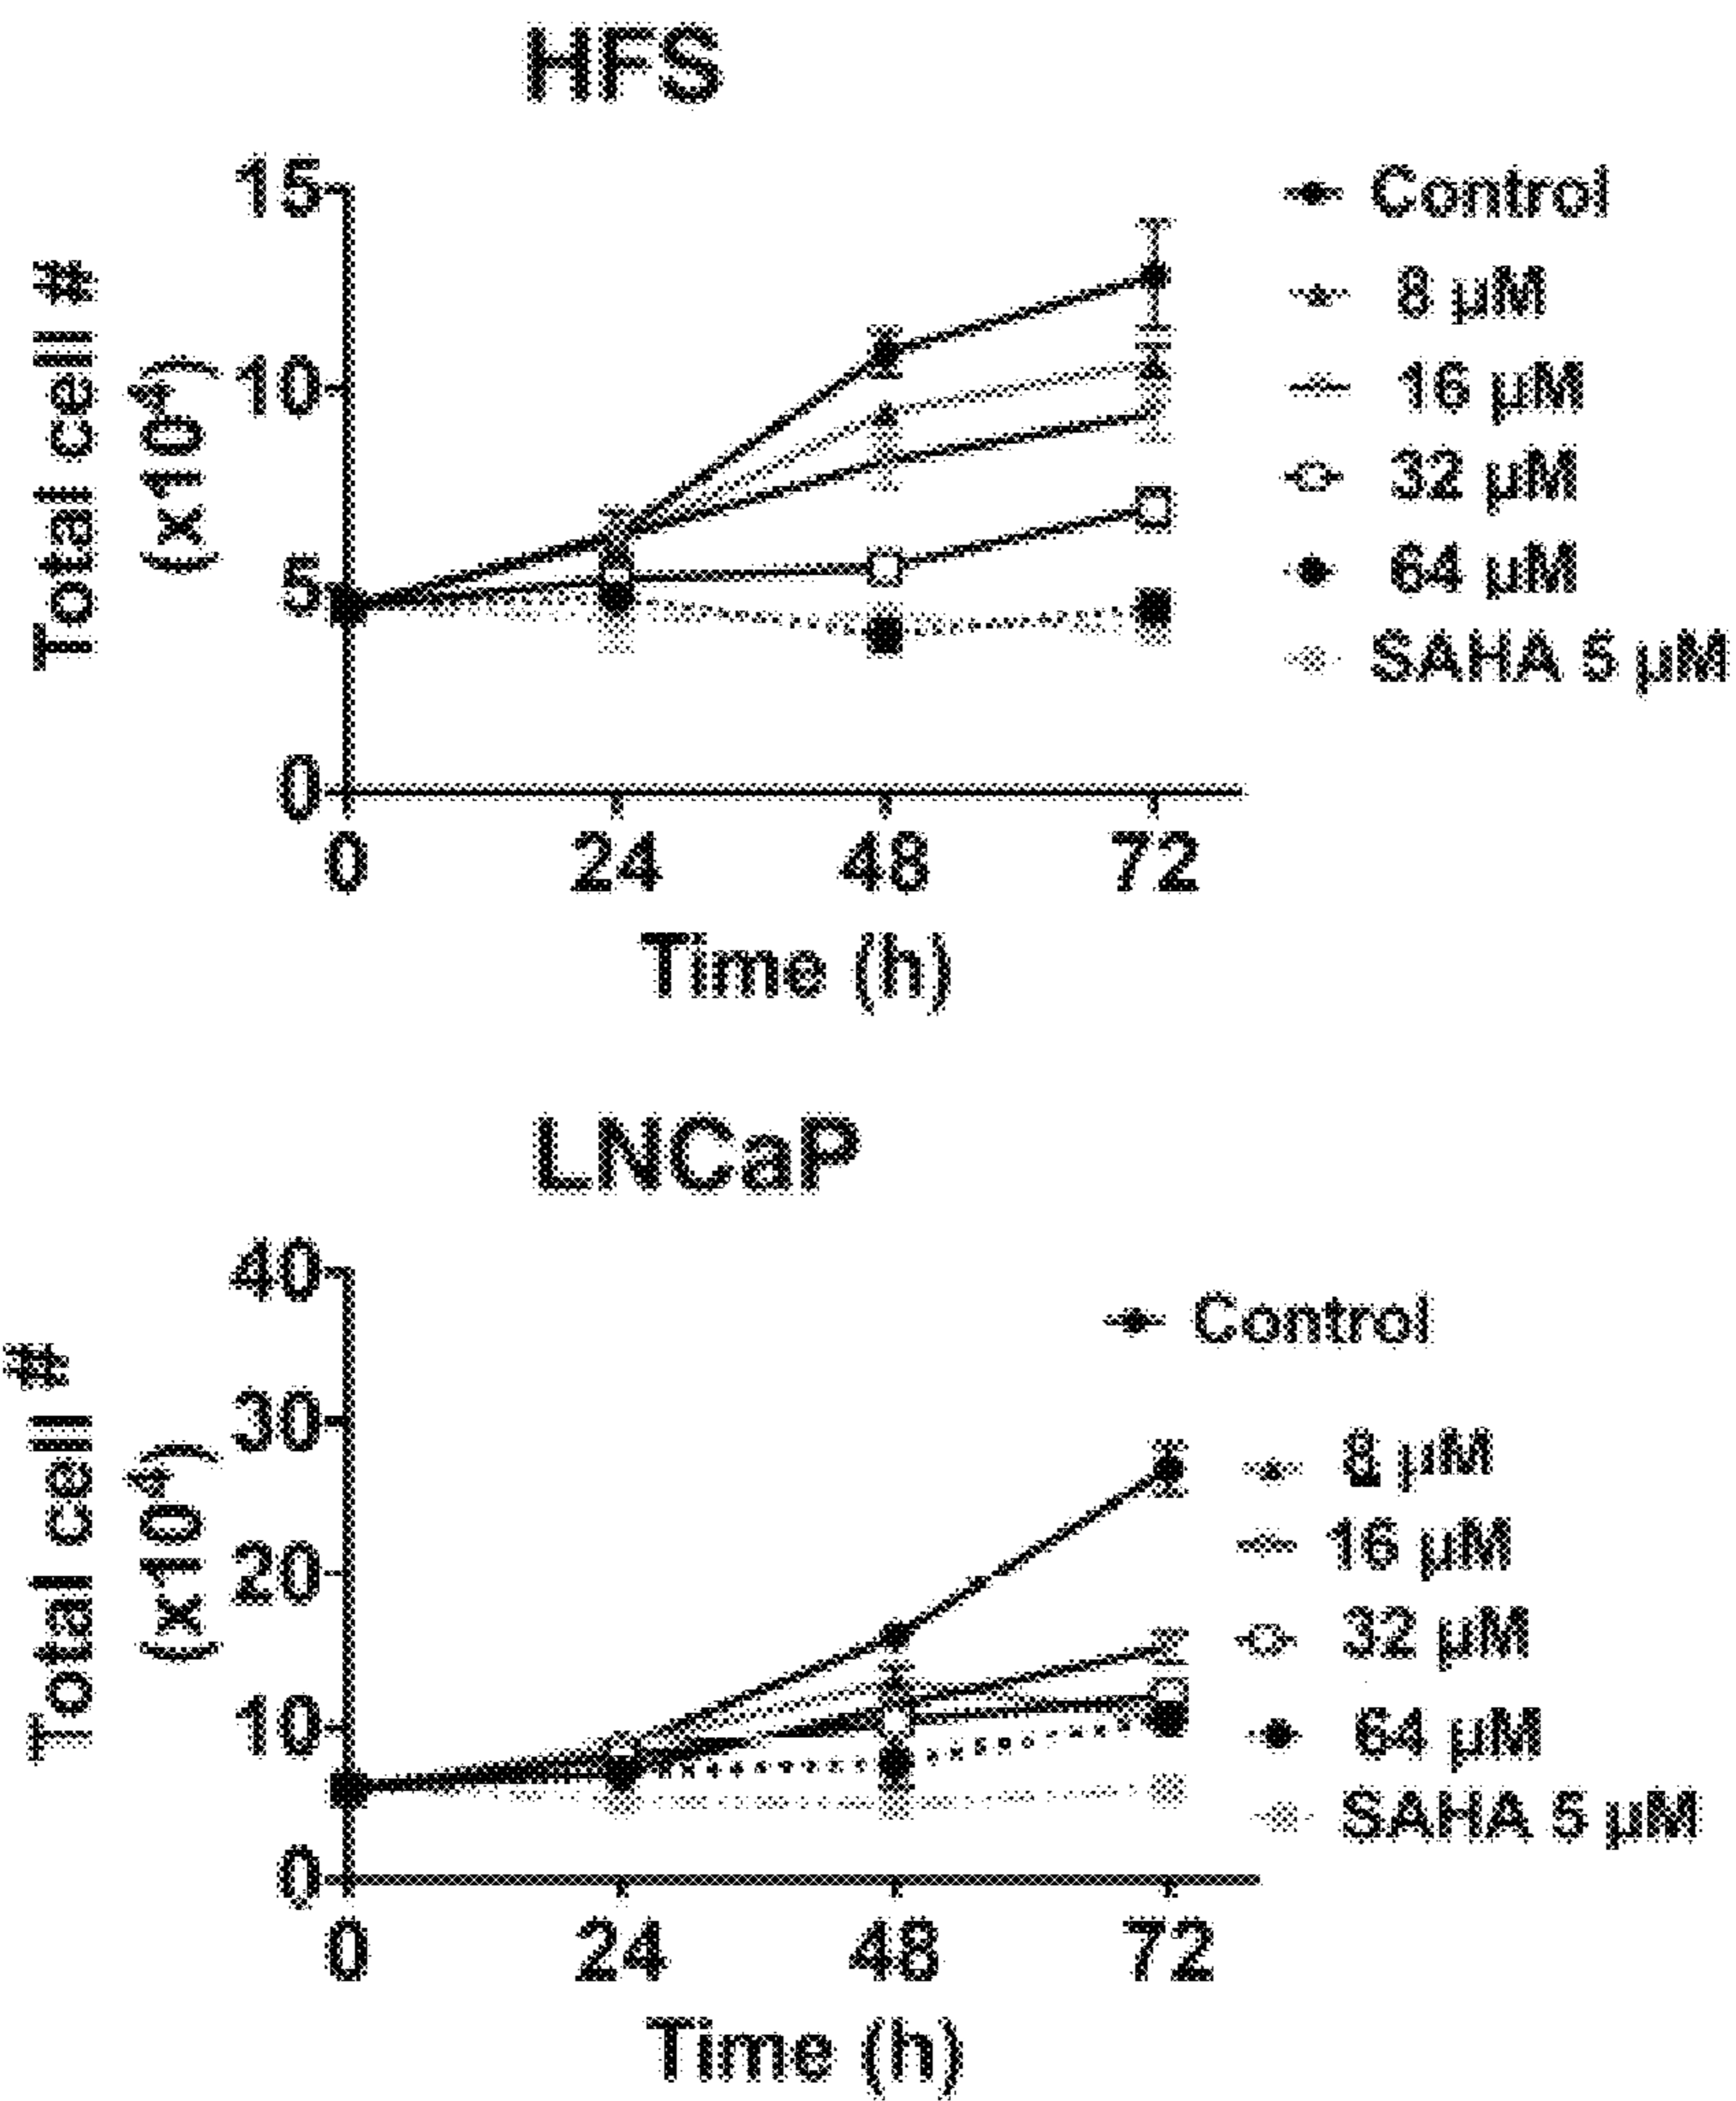 HFS
Total cell #
(x10⁴)
15
10
5
0
0 24 48 72
Time (h)
Control
8 µM
16 µM
32 µM
64 µM
SAHA 5 µM
LNCaP
Total cell #
(x10⁴)
40
30
20
10
0
0 24 48 72
Time (h)
Control
8 µM
16 µM
32 µM
64 µM
SAHA 5 µM